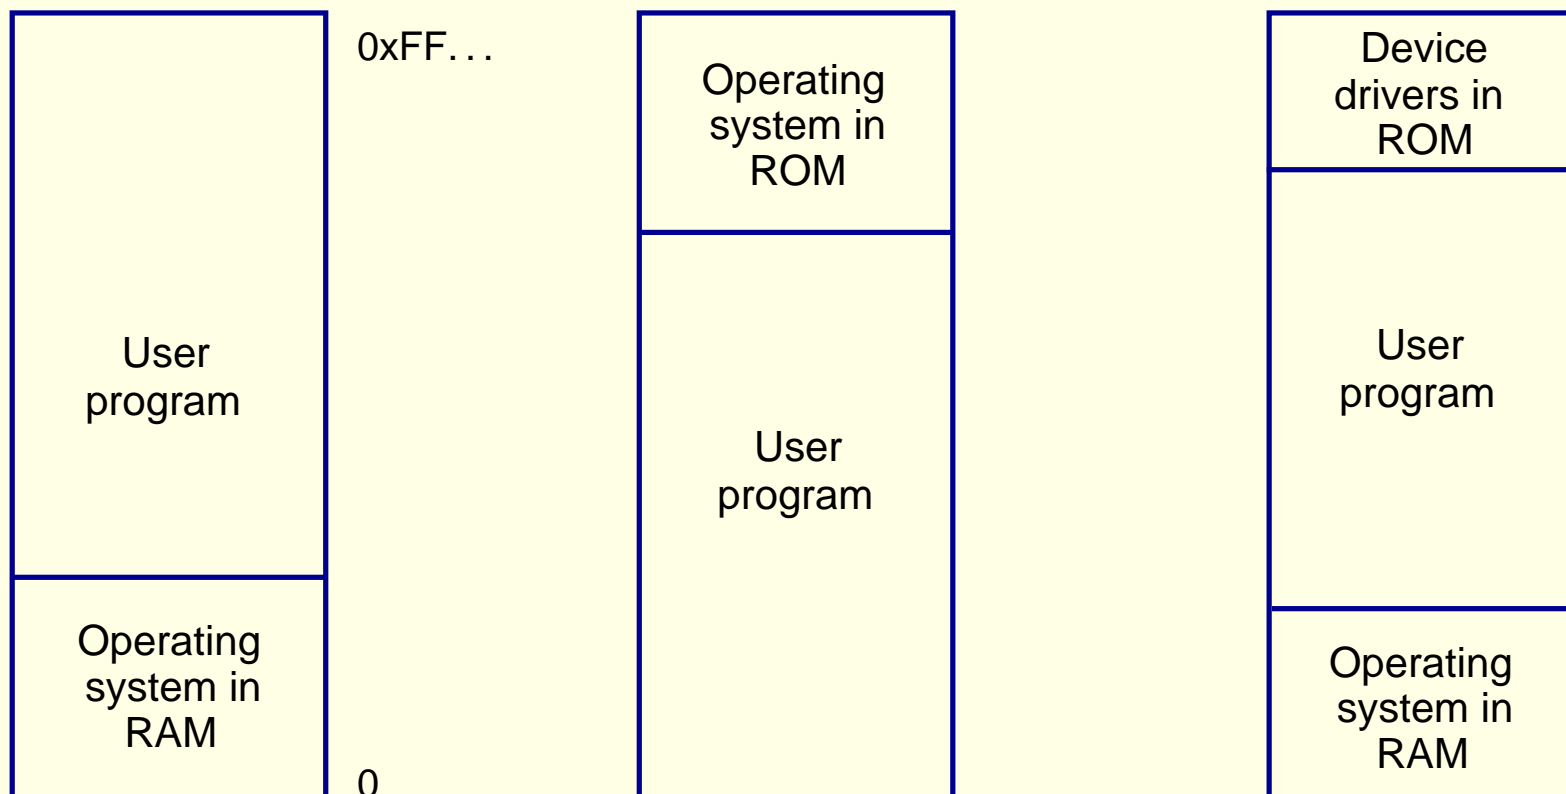 User
program
Operating
system in
RAM
0xFF...
0
Operating
system in
ROM
User
program
Device
drivers in
ROM
User
program
Operating
system in
RAM